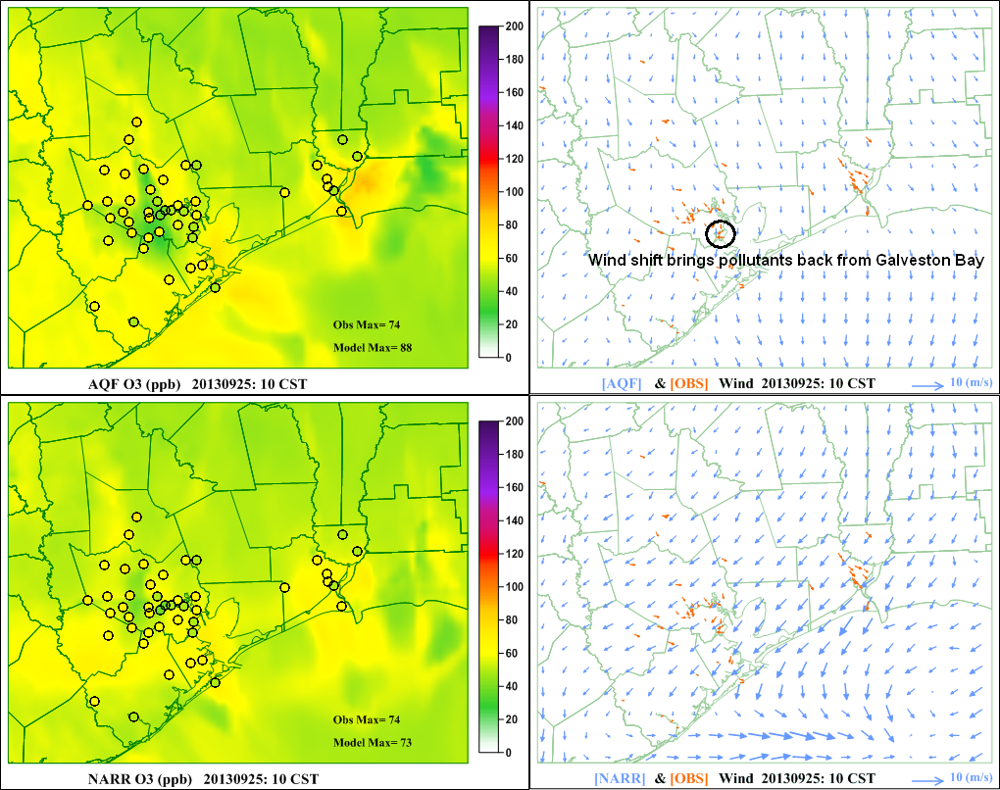 200
180
160
140
120
100
80
60
40
20
0
Obs Max= 74
Model Max= 88
AQF O3 (ppb) 20130925: 10 CST
Wind shift brings pollutants back from Galveston Bay
[AQF] & [OBS] Wind 20130925: 10 CST 10 (m/s)
200
180
160
140
120
100
80
60
40
20
0
Obs Max= 74
Model Max= 73
NARR O3 (ppb) 20130925: 10 CST
[NARR] & [OBS] Wind 20130925: 10 CST 10 (m/s)